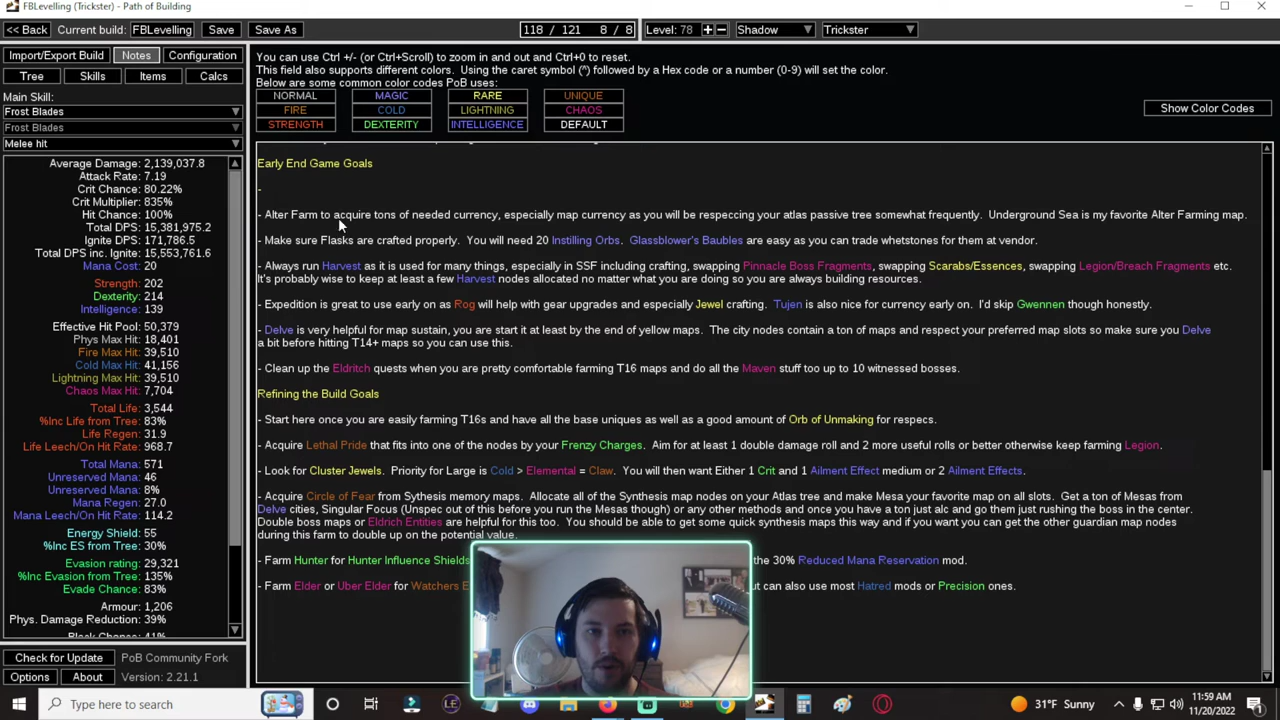 FBLevelling (Trickster) - Path of Building
<< Back Current build: FBLevelling Save Save As 118 / 121 8 / 8 Level: 78 + - Shadow Trickster
Import/Export Build Notes Configuration
Tree Skills Items Calcs
Main Skill:
Frost Blades
Frost Blades
Melee hit
Average Damage: 2,139,037.8
Attack Rate: 7.19
Crit Chance: 80.22%
Crit Multiplier: 835%
Hit Chance: 100%
Total DPS: 15,381,975.2
Ignite DPS: 171,786.5
Total DPS inc. Ignite: 15,553,761.6
Mana Cost: 20
Strength: 202
Dexterity: 214
Intelligence: 139
Effective Hit Pool: 50,379
Phys Max Hit: 18,401
Fire Max Hit: 39,510
Cold Max Hit: 41,156
Lightning Max Hit: 39,510
Chaos Max Hit: 7,704
Total Life: 3,544
%Inc Life from Tree: 83%
Life Regen: 31.9
Life Leech/On Hit Rate: 968.7
Total Mana: 571
Unreserved Mana: 46
Unreserved Mana: 8%
Mana Regen: 27.0
Mana Leech/On Hit Rate: 114.2
Energy Shield: 55
%Inc ES from Tree: 30%
Evasion rating: 29,321
%Inc Evasion from Tree: 135%
Evade Chance: 83%
Armour: 1,206
Phys. Damage Reduction: 39%
Block Chance: 41%
Check for Update PoB Community Fork
Options About Version: 2.21.1
You can use Ctrl +/- (or Ctrl+Scroll) to zoom in and out and Ctrl+0 to reset.
This field also supports different colors. Using the caret symbol (^) followed by a Hex code or a number (0-9) will set the color.
Below are some common color codes PoB uses:
NORMAL MAGIC RARE UNIQUE
FIRE COLD LIGHTNING CHAOS
STRENGTH DEXTERITY INTELLIGENCE DEFAULT
Show Color Codes
Early End Game Goals
-
- Alter Farm to acquire tons of needed currency, especially map currency as you will be respeccing your atlas passive tree somewhat frequently. Underground Sea is my favorite Alter Farming map.
- Make sure Flasks are crafted properly. You will need 20 Instilling Orbs. Glassblower's Baubles are easy as you can trade whetstones for them at vendor.
- Always run Harvest as it is used for many things, especially in SSF including crafting, swapping Pinnacle Boss Fragments, swapping Scarabs/Essences, swapping Legion/Breach Fragments etc.
It's probably wise to keep at least a few Harvest nodes allocated no matter what you are doing so you are always building resources.
- Expedition is great to use early on as Rog will help with gear upgrades and especially Jewel crafting. Tujen is also nice for currency early on. I'd skip Gwennen though honestly.
- Delve is very helpful for map sustain, you are start it at least by the end of yellow maps. The city nodes contain a ton of maps and respect your preferred map slots so make sure you Delve
a bit before hitting T14+ maps so you can use this.
- Clean up the Eldritch quests when you are pretty comfortable farming T16 maps and do all the Maven stuff too up to 10 witnessed bosses.
Refining the Build Goals
- Start here once you are easily farming T16s and have all the base uniques as well as a good amount of Orb of Unmaking for respecs.
- Acquire Lethal Pride that fits into one of the nodes by your Frenzy Charges. Aim for at least 1 double damage roll and 2 more useful rolls or better otherwise keep farming Legion.
- Look for Cluster Jewels. Priority for Large is Cold > Elemental = Claw. You will then want Either 1 Crit and 1 Ailment Effect medium or 2 Ailment Effects.
- Acquire Circle of Fear from Sythesis memory maps. Allocate all of the Synthesis map nodes on your Atlas tree and make Mesa your favorite map on all slots. Get a ton of Mesas from
Delve cities, Singular Focus (Unspec out of this before you run the Mesas though) or any other methods and once you have a ton just alc and go them just rushing the boss in the center.
Double boss maps or Eldrich Entities are helpful for this too. You should be able to get some quick synthesis maps this way and if you want you can get the other guardian map nodes
during this farm to double up on the potential value.
- Farm Hunter for Hunter Influence Shields the 30% Reduced Mana Reservation mod.
- Farm Elder or Uber Elder for Watchers but can also use most Hatred mods or Precision ones.
Type here to search
31°F Sunny
11:59 AM
11/20/2022